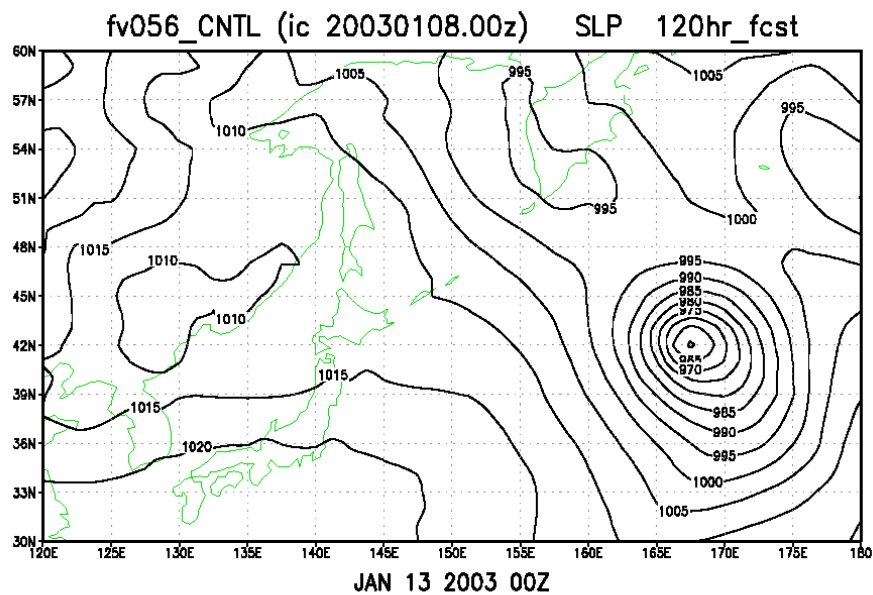 fv056_CNTL (ic 20030108.00z) SLP 120hr_fcst
60N
57N
54N
51N
48N
45N
42N
39N
36N
33N
30N
1005
995
1005
995
1010
1010
995
1000
1015
1010
995
990
985
980
975
1010
970
1015
1015
985
990
1020
995
1000
1005
120E
125E
130E
135E
140E
145E
150E
155E
160E
165E
170E
175E
180
JAN 13 2003 00Z